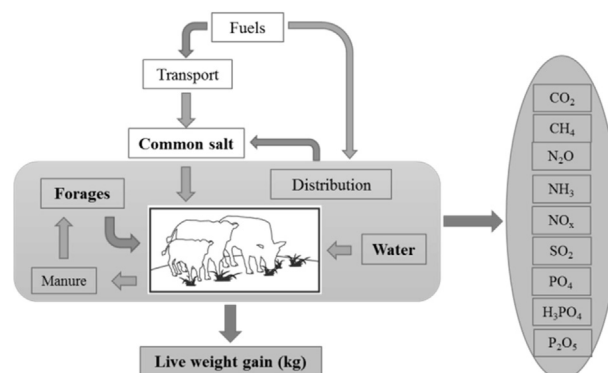 Fuels
Transport
Common salt
Distribution
Forages
Water
Manure
Live weight gain (kg)
CO₂
CH₄
N₂O
NH₃
NOₓ
SO₂
PO₄
H₃PO₄
P₂O₅